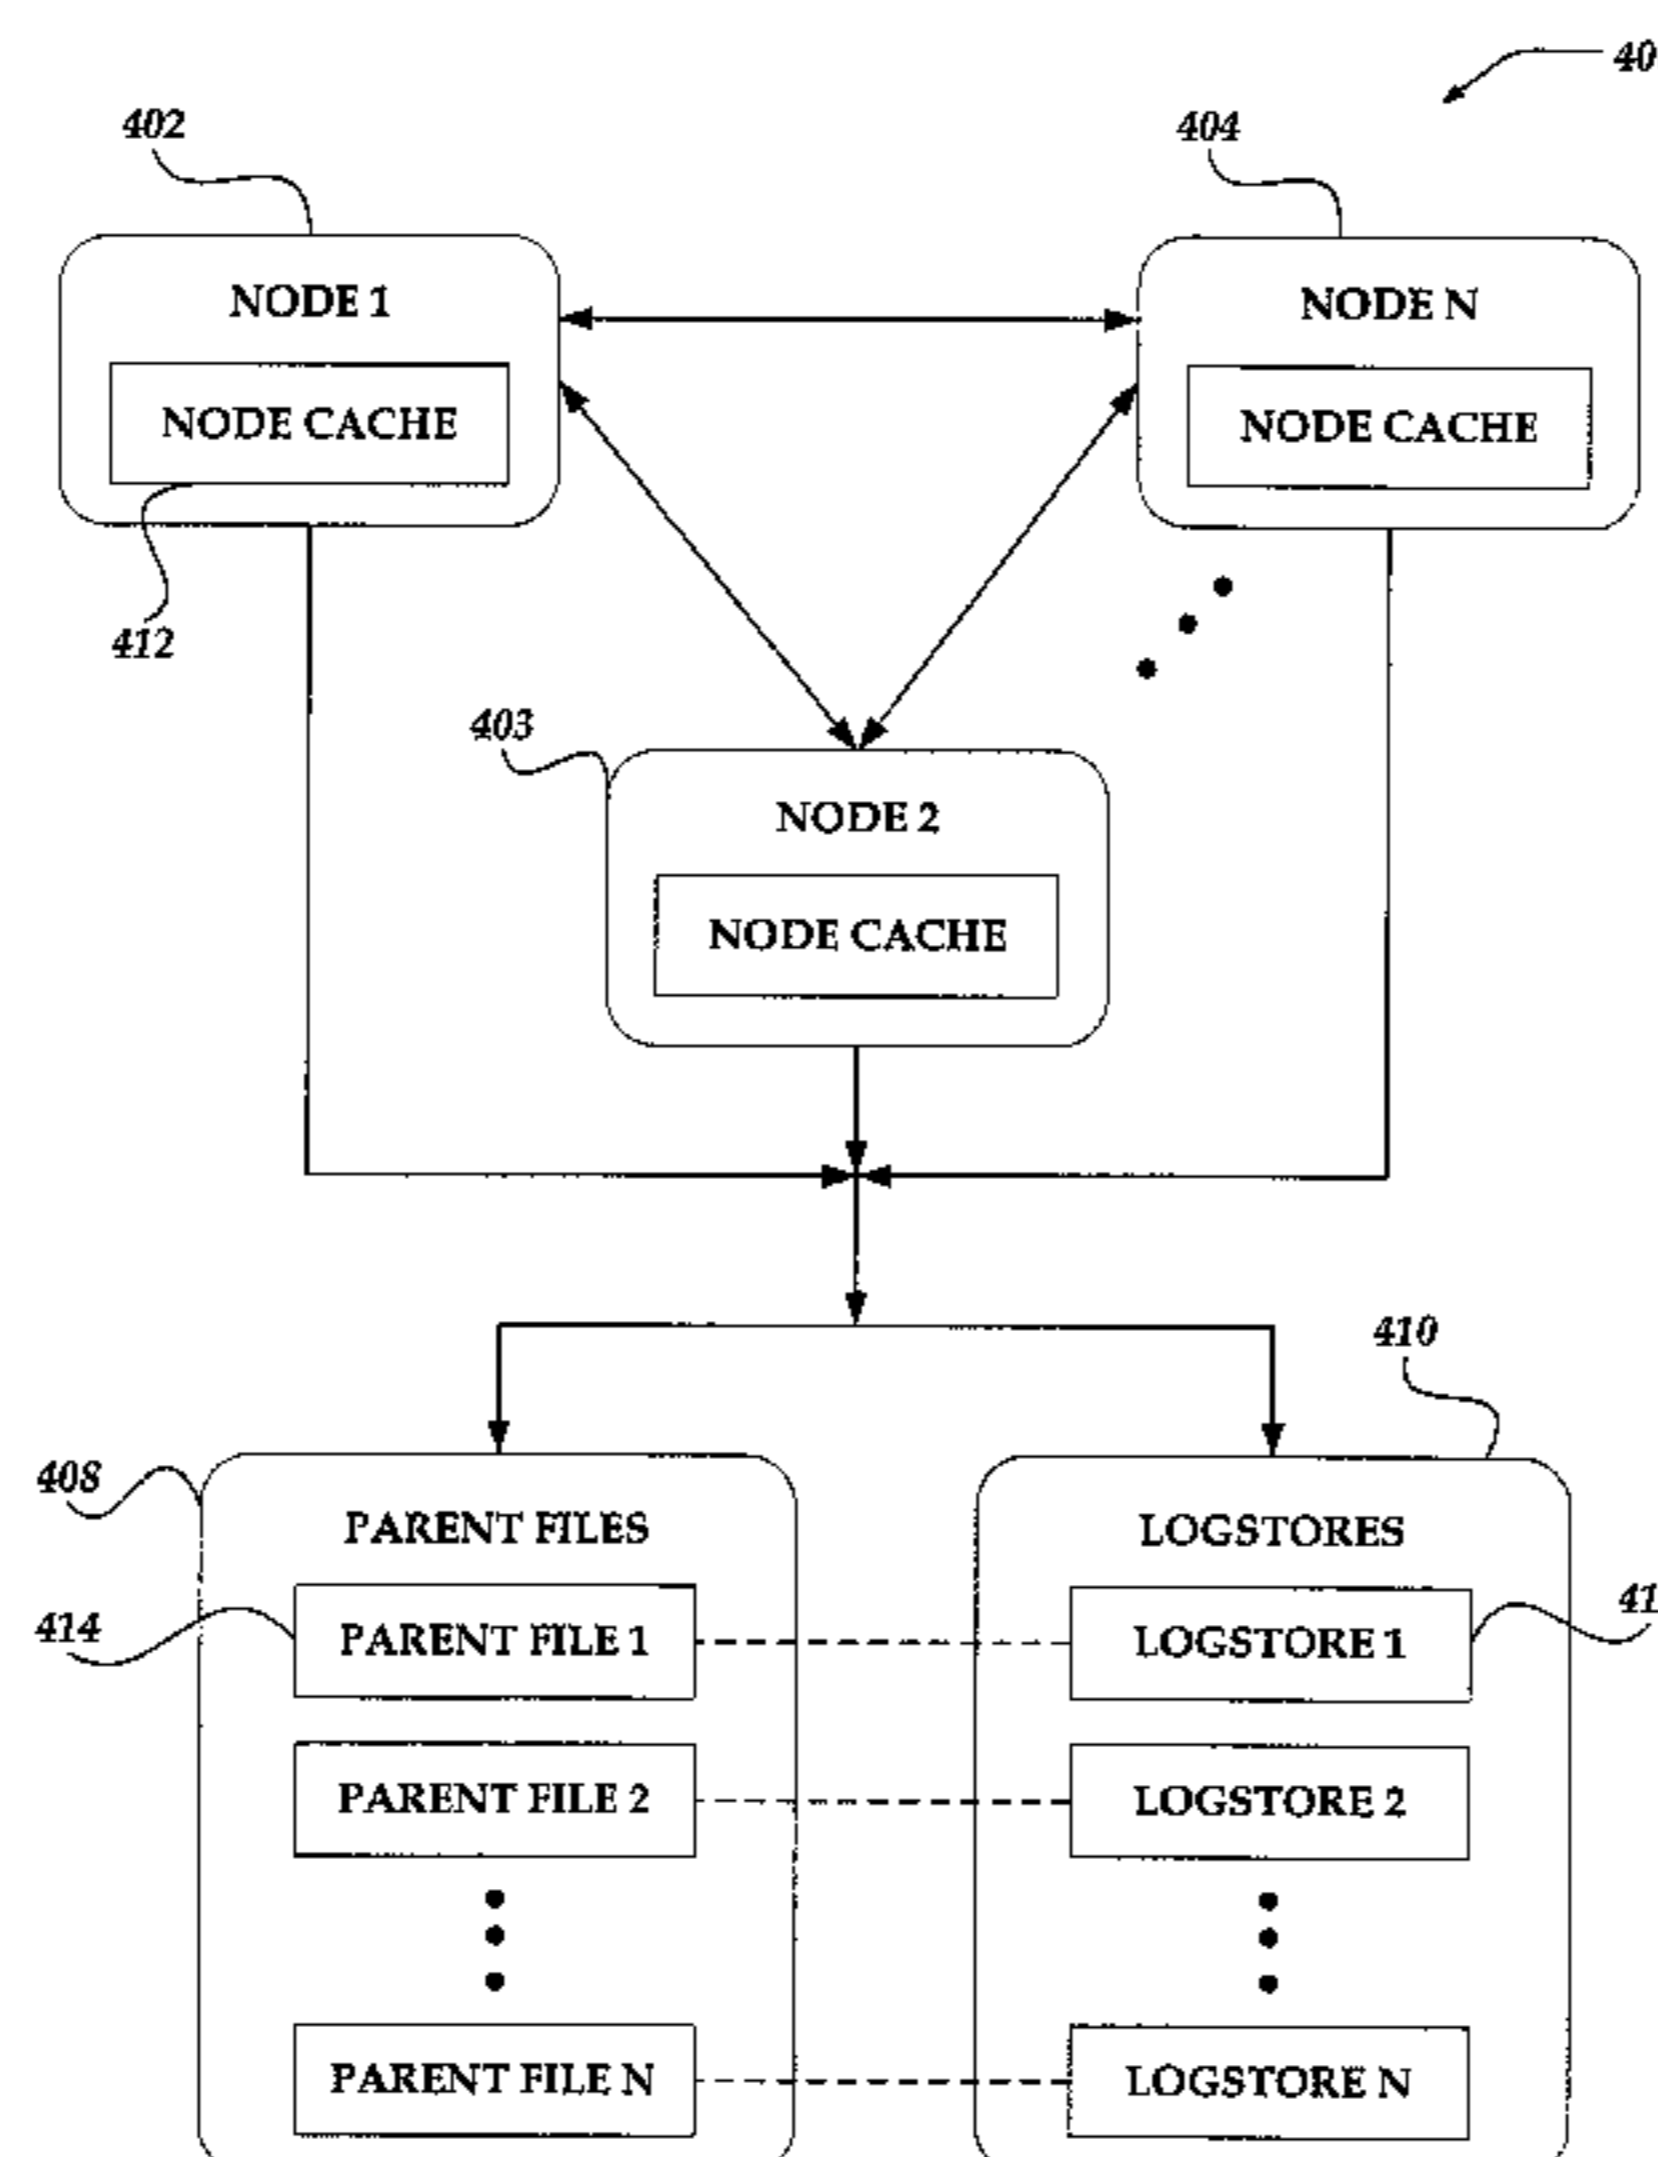 40
402
404
NODE 1
NODE N
NODE CACHE
NODE CACHE
412
403
NODE 2
NODE CACHE
410
408
PARENT FILES
LOGSTORES
414
PARENT FILE 1
LOGSTORE 1
41
PARENT FILE 2
LOGSTORE 2
PARENT FILE N
LOGSTORE N